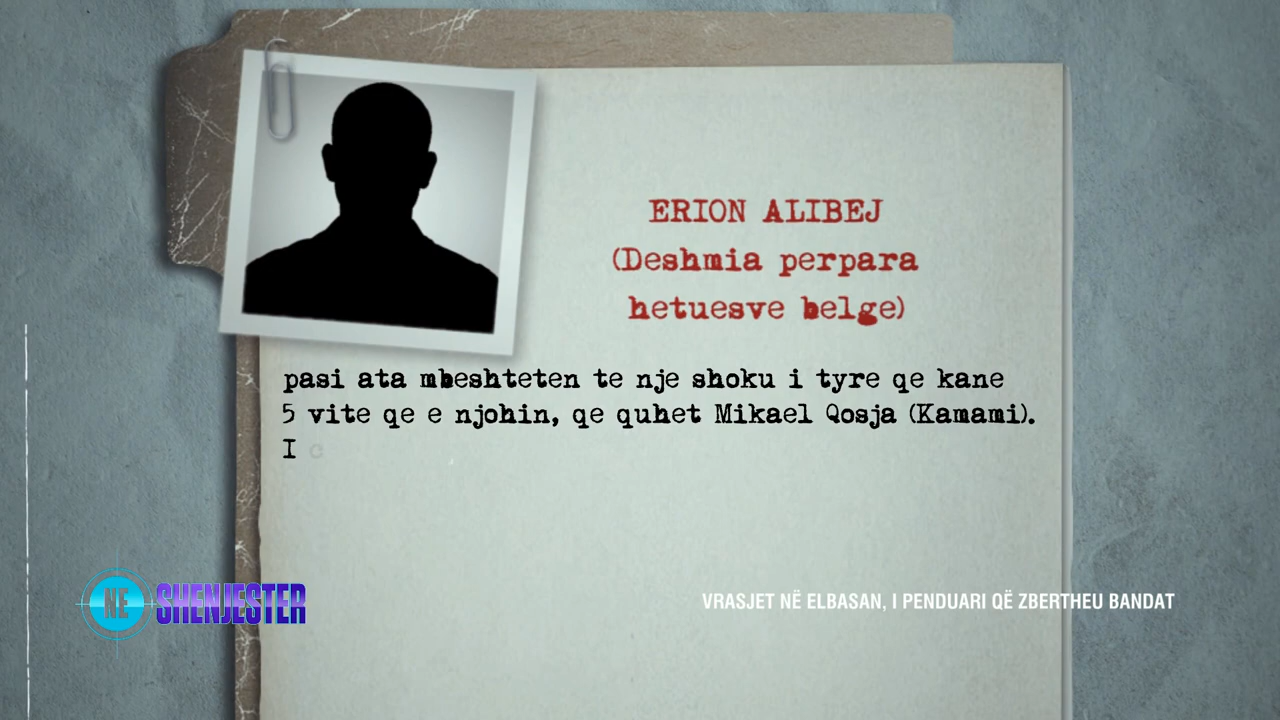 ERION ALIBEJ
(Deshmia perpara
hetuesve belge)
pasi ata mbeshteten te nje shoku i tyre qe kane
5 vite qe e njohin, qe quhet Mikael Qosja (Kamami).
I c
NE SHENJESTER
VRASJET NË ELBASAN, I PENDUARI QË ZBERTHEU BANDAT